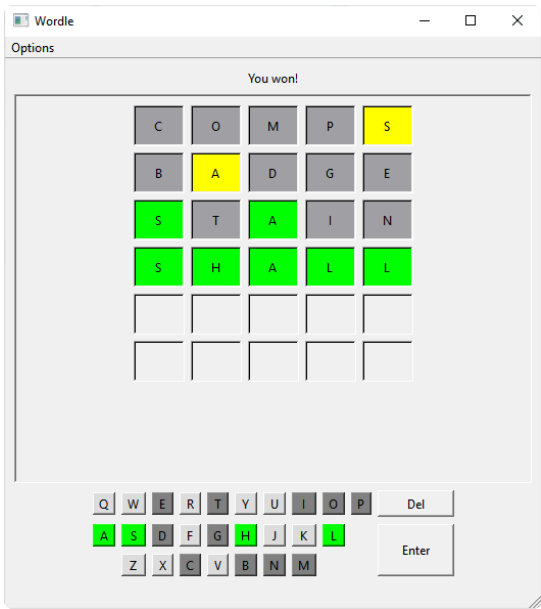 Wordle
Options
You won!
C O M P S
B A D G E
S T A I N
S H A L L
Q W E R T Y U I O P Del
A S D F G H J K L
Enter
Z X C V B N M